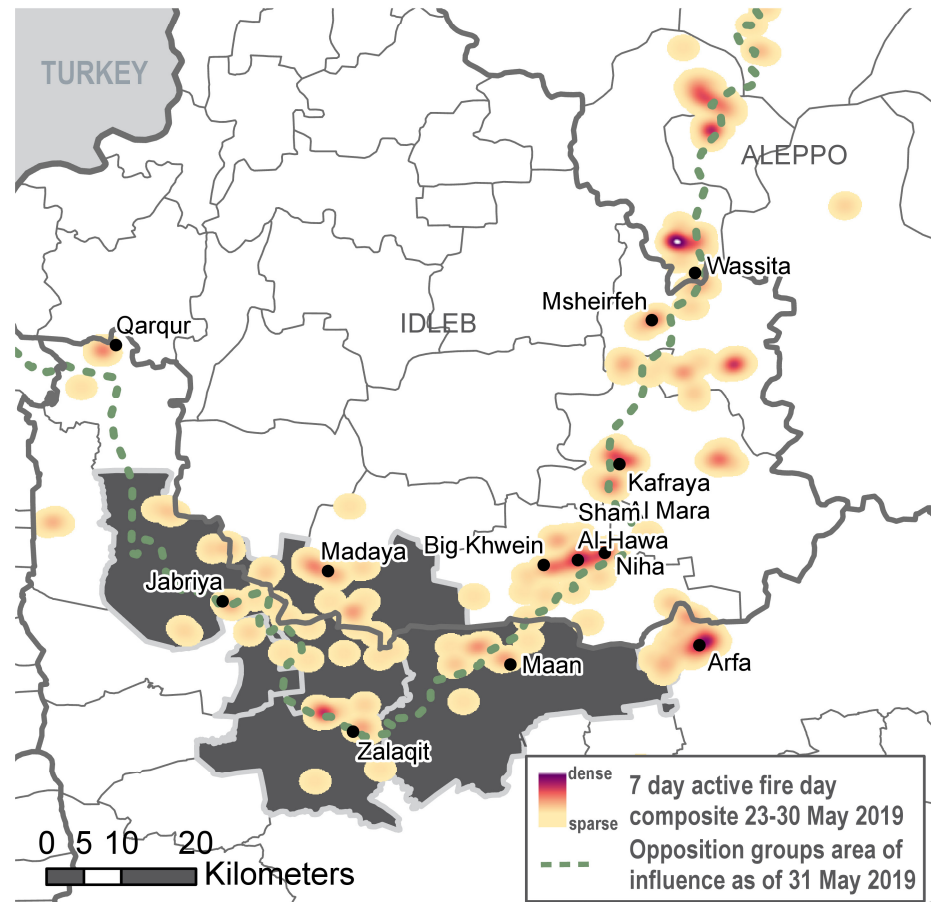 TURKEY
ALEPPO
Wassita
Msheirfeh
IDLEB
Qarqur
Kafraya
Sham
Al Mara
Big Khwein
Al-Hawa
Madaya
Niha
Jabriya
Arfa
Maan
Zalaqit
dense
sparse
7 day active fire day
composite 23-30 May 2019
Opposition groups area of
influence as of 31 May 2019
0 5 10 20
Kilometers